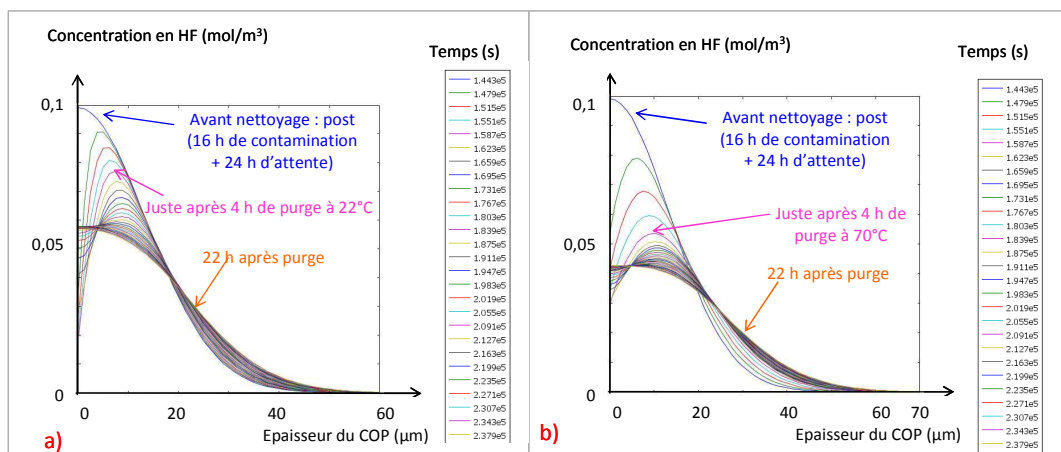 Concentration en HF (mol/m³)
Temps (s)
0,1
0,05
0
0
20
40
60
Epaisseur du COP (µm)
Avant nettoyage : post
(16 h de contamination
+ 24 h d'attente)
Juste après 4 h de purge à 22°C
22 h après purge
1.443e5
1.479e5
1.515e5
1.551e5
1.587e5
1.623e5
1.659e5
1.695e5
1.731e5
1.767e5
1.803e5
1.839e5
1.875e5
1.911e5
1.947e5
1.983e5
2.019e5
2.055e5
2.091e5
2.127e5
2.163e5
2.199e5
2.235e5
2.271e5
2.307e5
2.343e5
2.379e5
a)
Concentration en HF (mol/m³)
Temps (s)
0,1
0,05
0
0
20
40
60
70
Epaisseur du COP (µm)
Avant nettoyage : post
(16 h de contamination
+ 24 h d'attente)
Juste après 4 h de
purge à 70°C
22 h après purge
1.443e5
1.479e5
1.515e5
1.551e5
1.587e5
1.623e5
1.659e5
1.695e5
1.731e5
1.767e5
1.803e5
1.839e5
1.875e5
1.911e5
1.947e5
1.983e5
2.019e5
2.055e5
2.091e5
2.127e5
2.163e5
2.199e5
2.235e5
2.271e5
2.307e5
2.343e5
2.379e5
b)